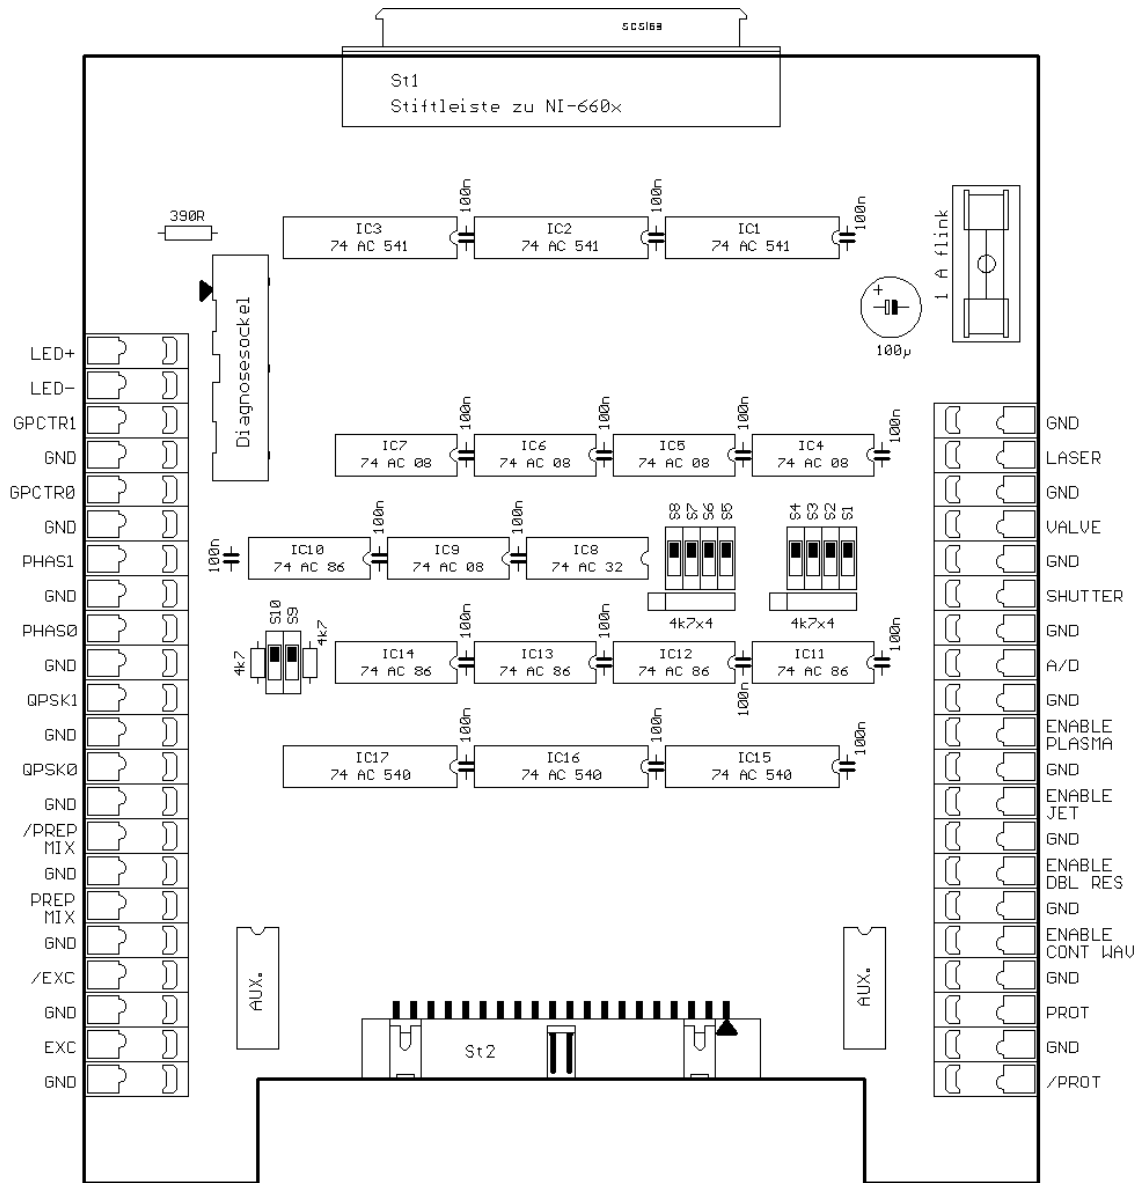 SCSI68
St1
Stiftleiste zu NI-660x
390R
IC3
74 AC 541
100n
IC2
74 AC 541
100n
IC1
74 AC 541
100n
1 A flink
+
100µ
Diagnosesockel
LED+
LED-
GPCTR1
GND
GPCTR0
GND
PHAS1
GND
PHAS0
GND
QPSK1
GND
QPSK0
GND
/PREP
MIX
GND
PREP
MIX
GND
/EXC
GND
EXC
GND
IC7
74 AC 08
100n
IC6
74 AC 08
100n
IC5
74 AC 08
100n
IC4
74 AC 08
100n
100n
IC10
74 AC 86
100n
IC9
74 AC 08
100n
IC8
74 AC 32
S8
S7
S6
S5
4k7x4
S4
S3
S2
S1
4k7x4
4k7
S10
S9
4k7
IC14
74 AC 86
100n
IC13
74 AC 86
100n
IC12
74 AC 86
100n
IC11
74 AC 86
100n
IC17
74 AC 540
100n
IC16
74 AC 540
100n
IC15
74 AC 540
100n
AUX.
St2
AUX.
GND
LASER
GND
VALVE
GND
SHUTTER
GND
A/D
GND
ENABLE
PLASMA
GND
ENABLE
JET
GND
ENABLE
DBL RES
GND
ENABLE
CONT WAV
GND
PROT
GND
/PROT